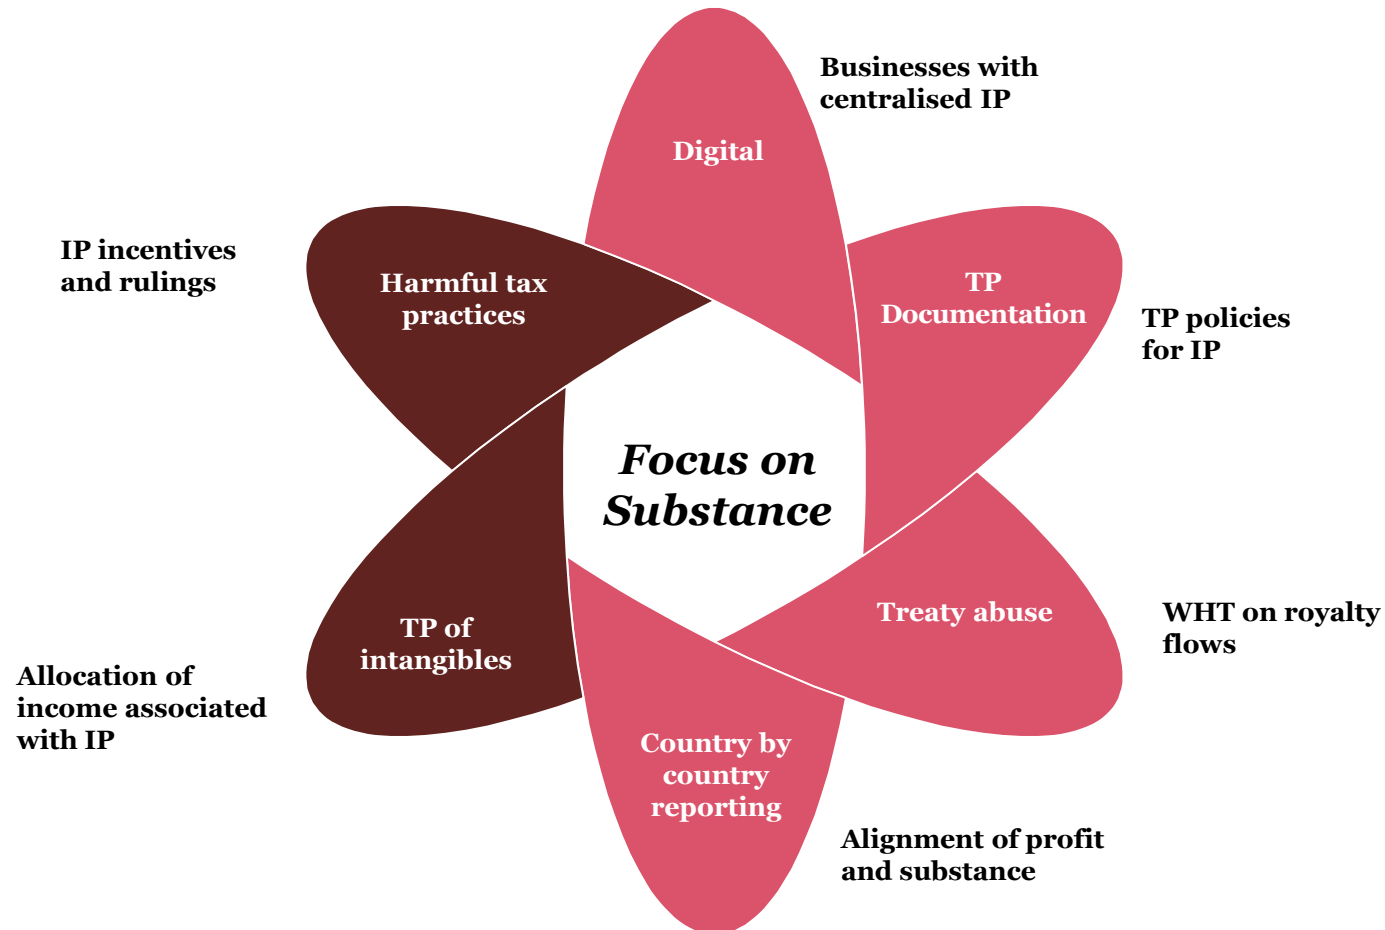 Businesses with
centralised IP
Digital
IP incentives
and rulings
Harmful tax
practices
TP
Documentation
TP policies
for IP
Focus on
Substance
TP of
intangibles
Treaty abuse
WHT on royalty
flows
Allocation of
income associated
with IP
Country by
country
reporting
Alignment of profit
and substance